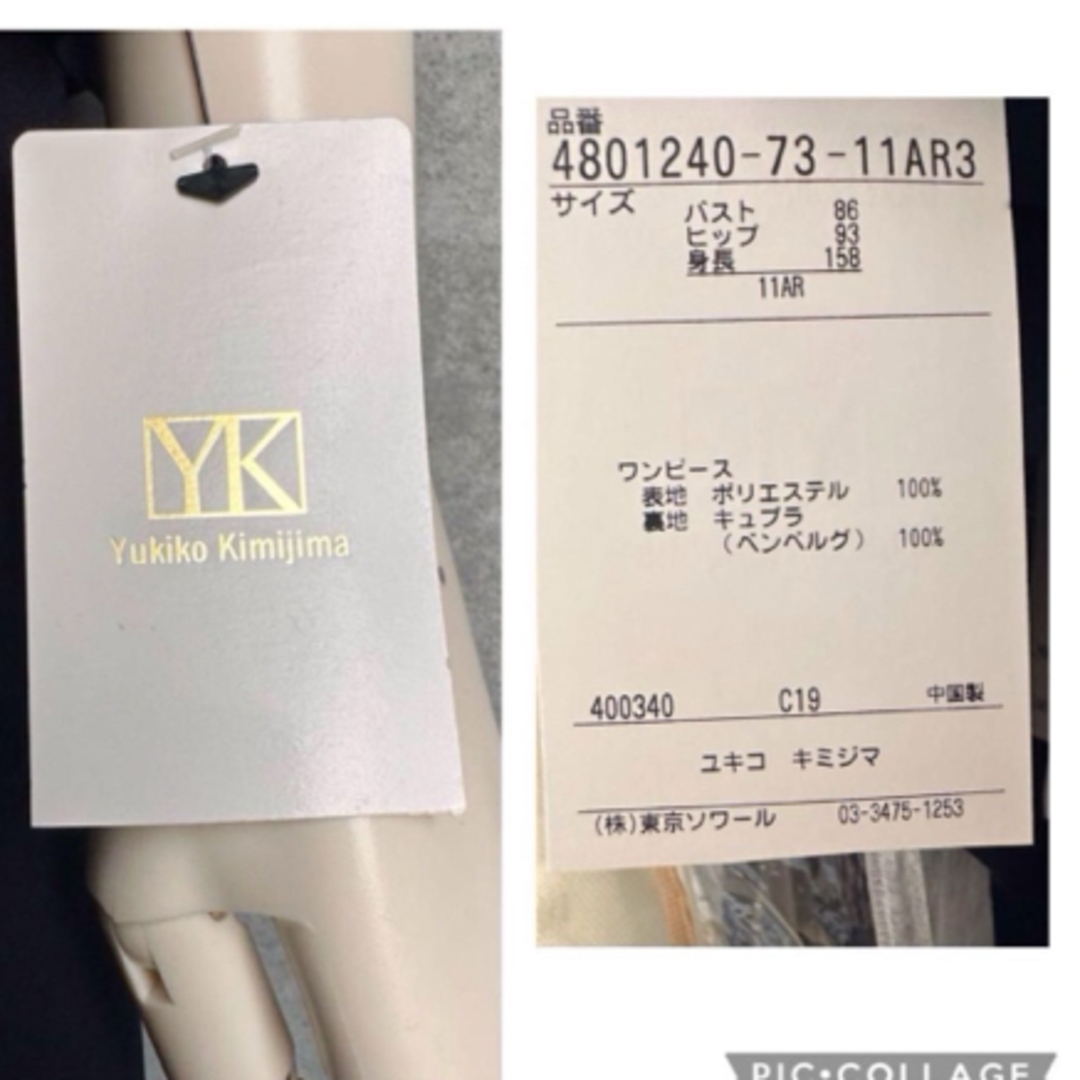 YK
Yukiko Kimijima
品番
4801240-73-11AR3
サイズ
バスト 86
ヒップ 93
身長 158
11AR
ワンピース
表地 ポリエステル 100%
裏地 キュプラ
(ベンベルグ) 100%
400340 C19 中国製
ユキコ キミジマ
(株)東京ソワール 03-3475-1253
PIC•COLLAGE